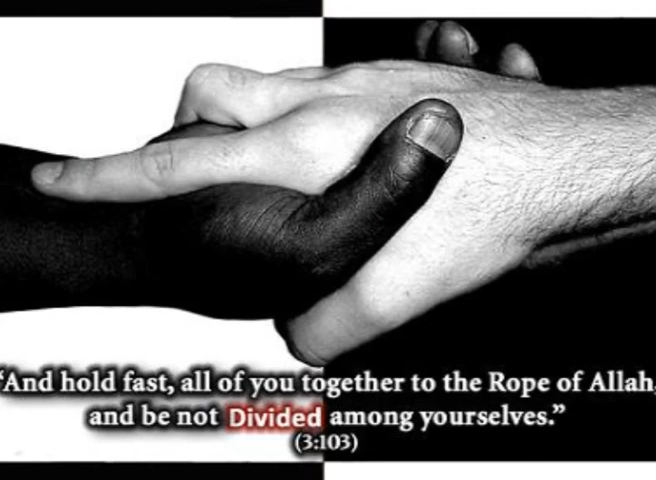 “And hold fast, all of you together to the Rope of Allah,
and be not Divided among yourselves.”
(3:103)